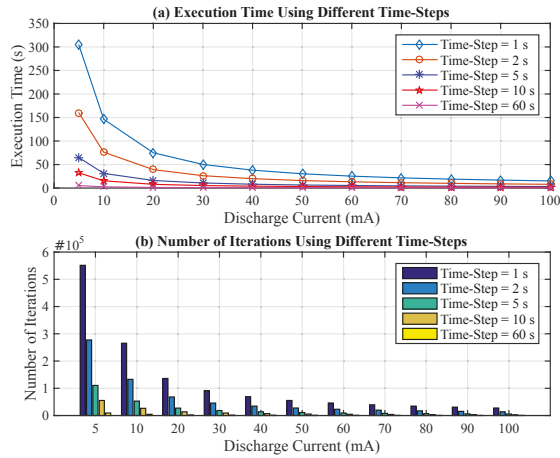 (a) Execution Time Using Different Time-Steps
350
300
250
200
150
100
50
0
Execution Time (s)
Time-Step = 1 s
Time-Step = 2 s
Time-Step = 5 s
Time-Step = 10 s
Time-Step = 60 s
0 10 20 30 40 50 60 70 80 90 100
Discharge Current (mA)
(b) Number of Iterations Using Different Time-Steps
#10^5
6
5
4
3
2
1
0
Number of Iterations
Time-Step = 1 s
Time-Step = 2 s
Time-Step = 5 s
Time-Step = 10 s
Time-Step = 60 s
5 10 20 30 40 50 60 70 80 90 100
Discharge Current (mA)